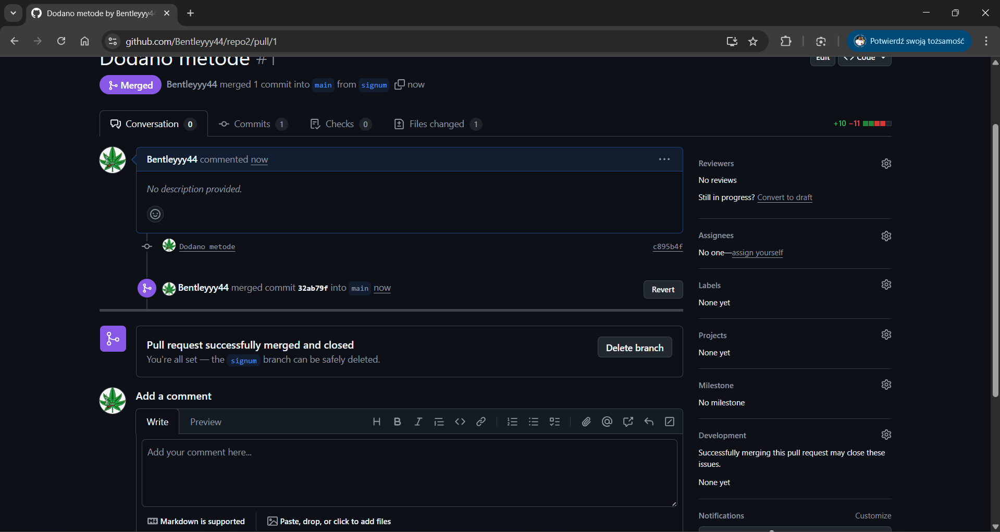 Dodano metode by Bentleyyy44
github.com/Bentleyyy44/repo2/pull/1
Potwierdź swoją tożsamość
Dodano metode #1
Edit
Code
Merged
Bentleyyy44 merged 1 commit into main from signum now
Conversation 0
Commits 1
Checks 0
Files changed 1
+10 −11
Bentleyyy44 commented now
No description provided.
Dodano metode
c895b4f
Bentleyyy44 merged commit 32ab79f into main now
Revert
Pull request successfully merged and closed
You're all set — the signum branch can be safely deleted.
Delete branch
Add a comment
Write
Preview
Add your comment here...
Markdown is supported
Paste, drop, or click to add files
Reviewers
No reviews
Still in progress? Convert to draft
Assignees
No one—assign yourself
Labels
None yet
Projects
None yet
Milestone
No milestone
Development
Successfully merging this pull request may close these
issues.
None yet
Notifications
Customize